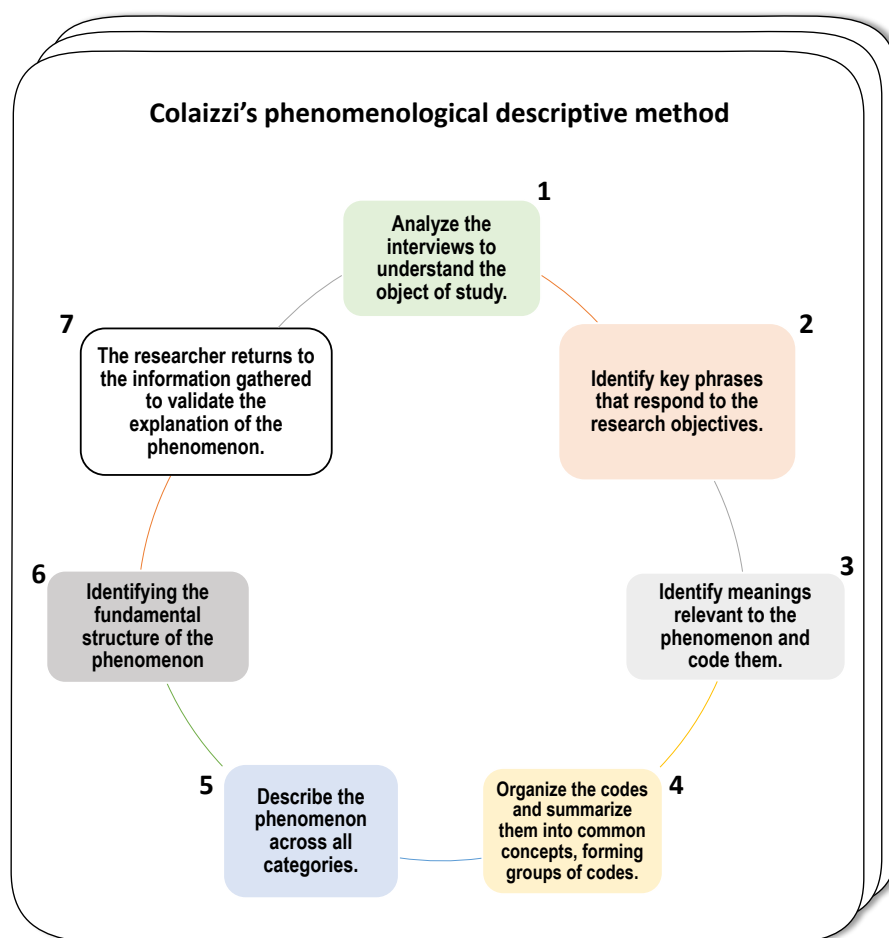 Colaizzi’s phenomenological descriptive method
1
Analyze the
interviews to
understand the
object of study.
2
Identify key phrases
that respond to the
research objectives.
3
Identify meanings
relevant to the
phenomenon and
code them.
4
Organize the codes
and summarize
them into common
concepts, forming
groups of codes.
5
Describe the
phenomenon
across all
categories.
6
Identifying the
fundamental
structure of the
phenomenon
7
The researcher returns to
the information gathered
to validate the
explanation of the
phenomenon.